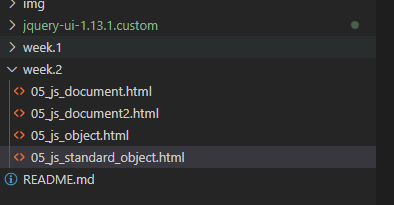 img
jquery-ui-1.13.1.custom
week.1
week.2
05_js_document.html
05_js_document2.html
05_js_object.html
05_js_standard_object.html
README.md